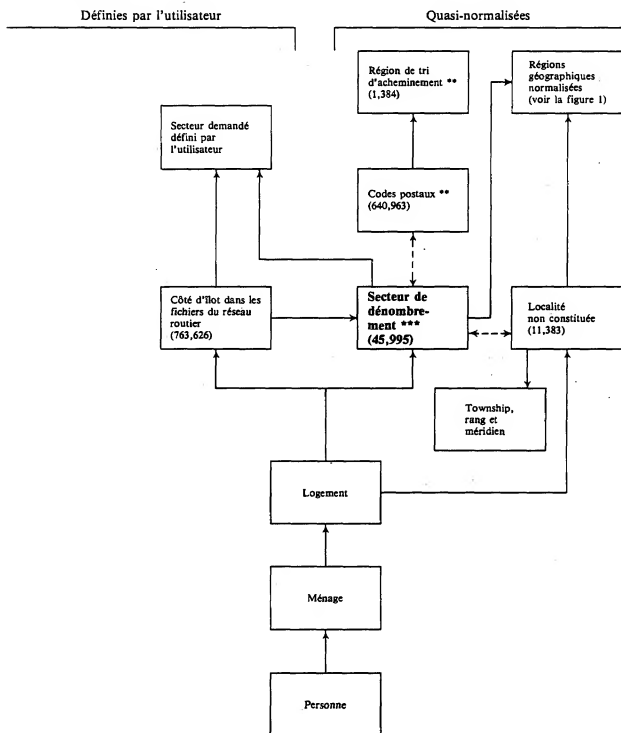 Définies par l'utilisateur
Quasi-normalisées
Région de tri
d'acheminement **
(1,384)
Régions
géographiques
normalisées
(voir la figure 1)
Secteur demandé
défini par
l'utilisateur
Codes postaux **
(640,963)
Côté d'îlot dans les
fichiers du réseau
routier
(763,626)
Secteur de
dénombre-
ment ***
(45,995)
Localité
non constituée
(11,383)
Township,
rang et
méridien
Logement
Ménage
Personne